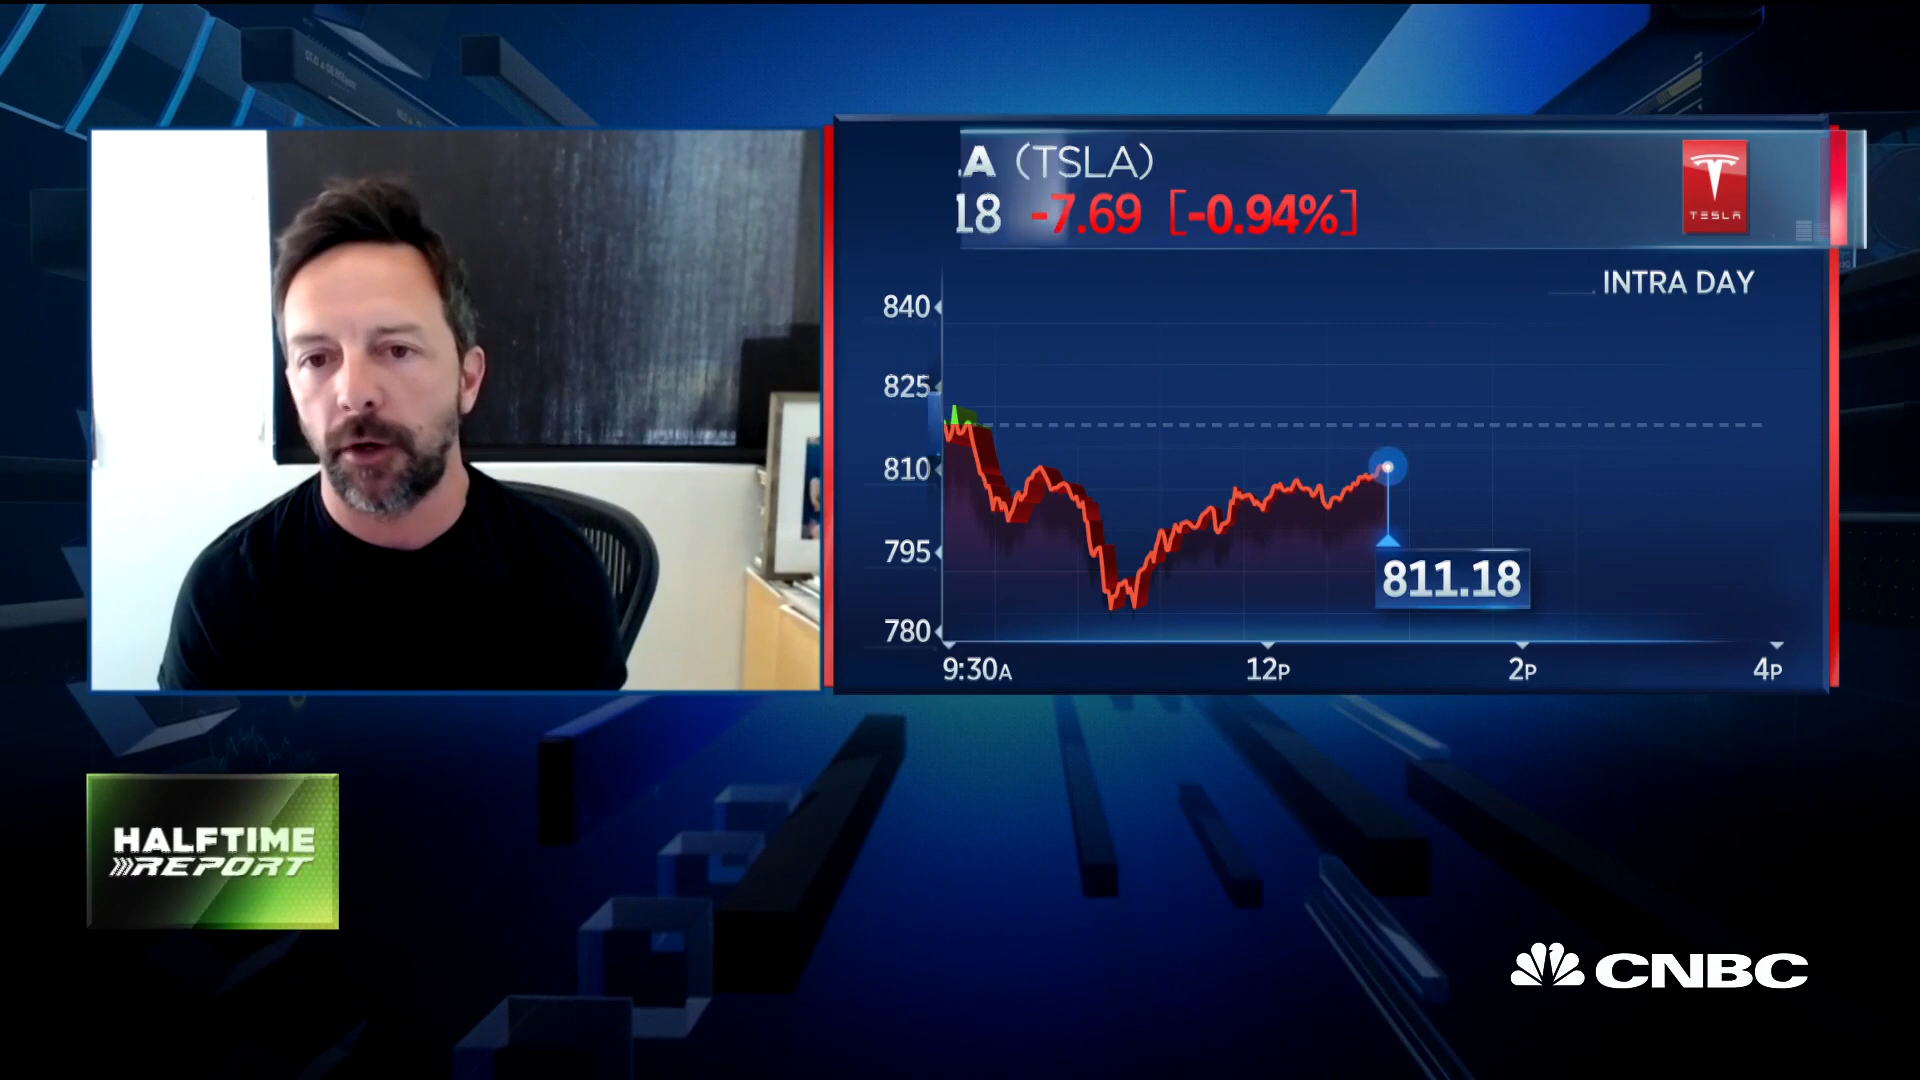 .A (TSLA)
18 -7.69 [-0.94%]
TESLA
INTRA DAY
840
825
810
795
780
811.18
9:30A 12P 2P 4P
HALFTIME
REPORT
CNBC